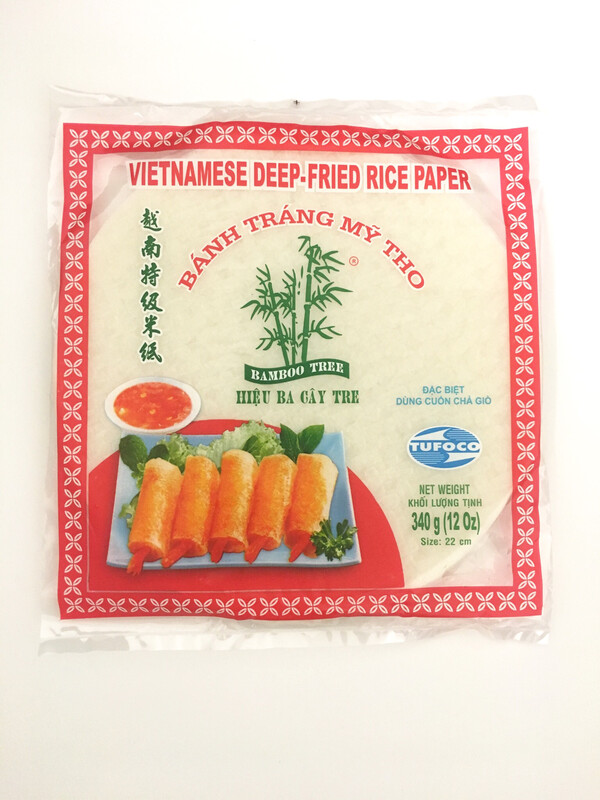 VIETNAMESE DEEP-FRIED RICE PAPER
BÁNH TRÁNG MỸ THO
®
越南特级米纸
BAMBOO TREE
HIỆU BA CÂY TRE
ĐẶC BIỆT
DÙNG CUỐN CHẢ GIÒ
TUFOCO
NET WEIGHT
KHỐI LƯỢNG TỊNH
340 g (12 Oz)
Size: 22 cm